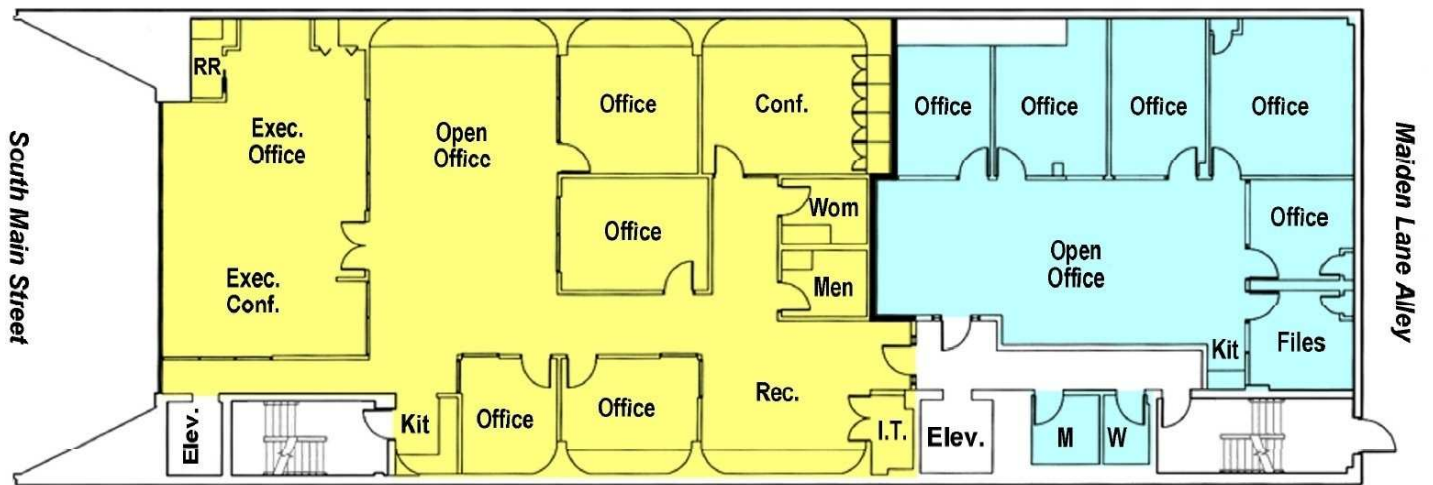 South Main Street
RR
Exec.
Office
Open
Officc
Office
Conf.
Office
Office
Office
Office
Maiden Lane Alley
Exec.
Conf.
Office
Wom
Men
Open
Office
Office
Files
Kit
Elev.
Kit
Office
Office
Rec.
I.T.
Elev.
M
W